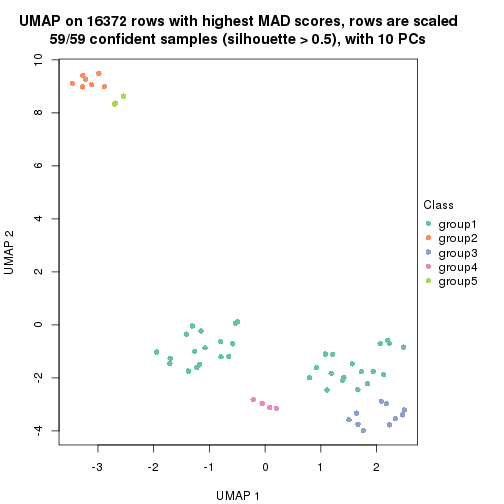 UMAP on 16372 rows with highest MAD scores, rows are scaled
59/59 confident samples (silhouette > 0.5), with 10 PCs
10
8
6
4
2
0
-2
-4
UMAP 2
-3
-2
-1
0
1
2
UMAP 1
Class
group1
group2
group3
group4
group5